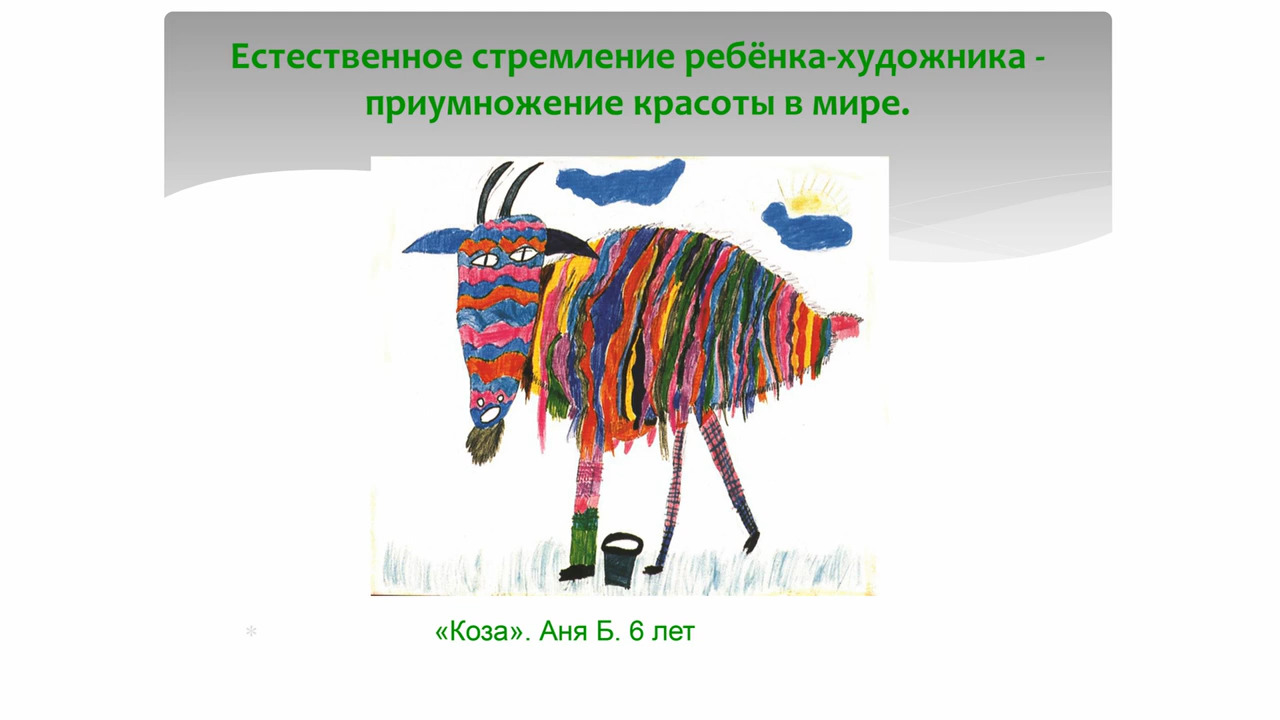 Естественное стремление ребёнка-художника -
приумножение красоты в мире.
«Коза». Аня Б. 6 лет